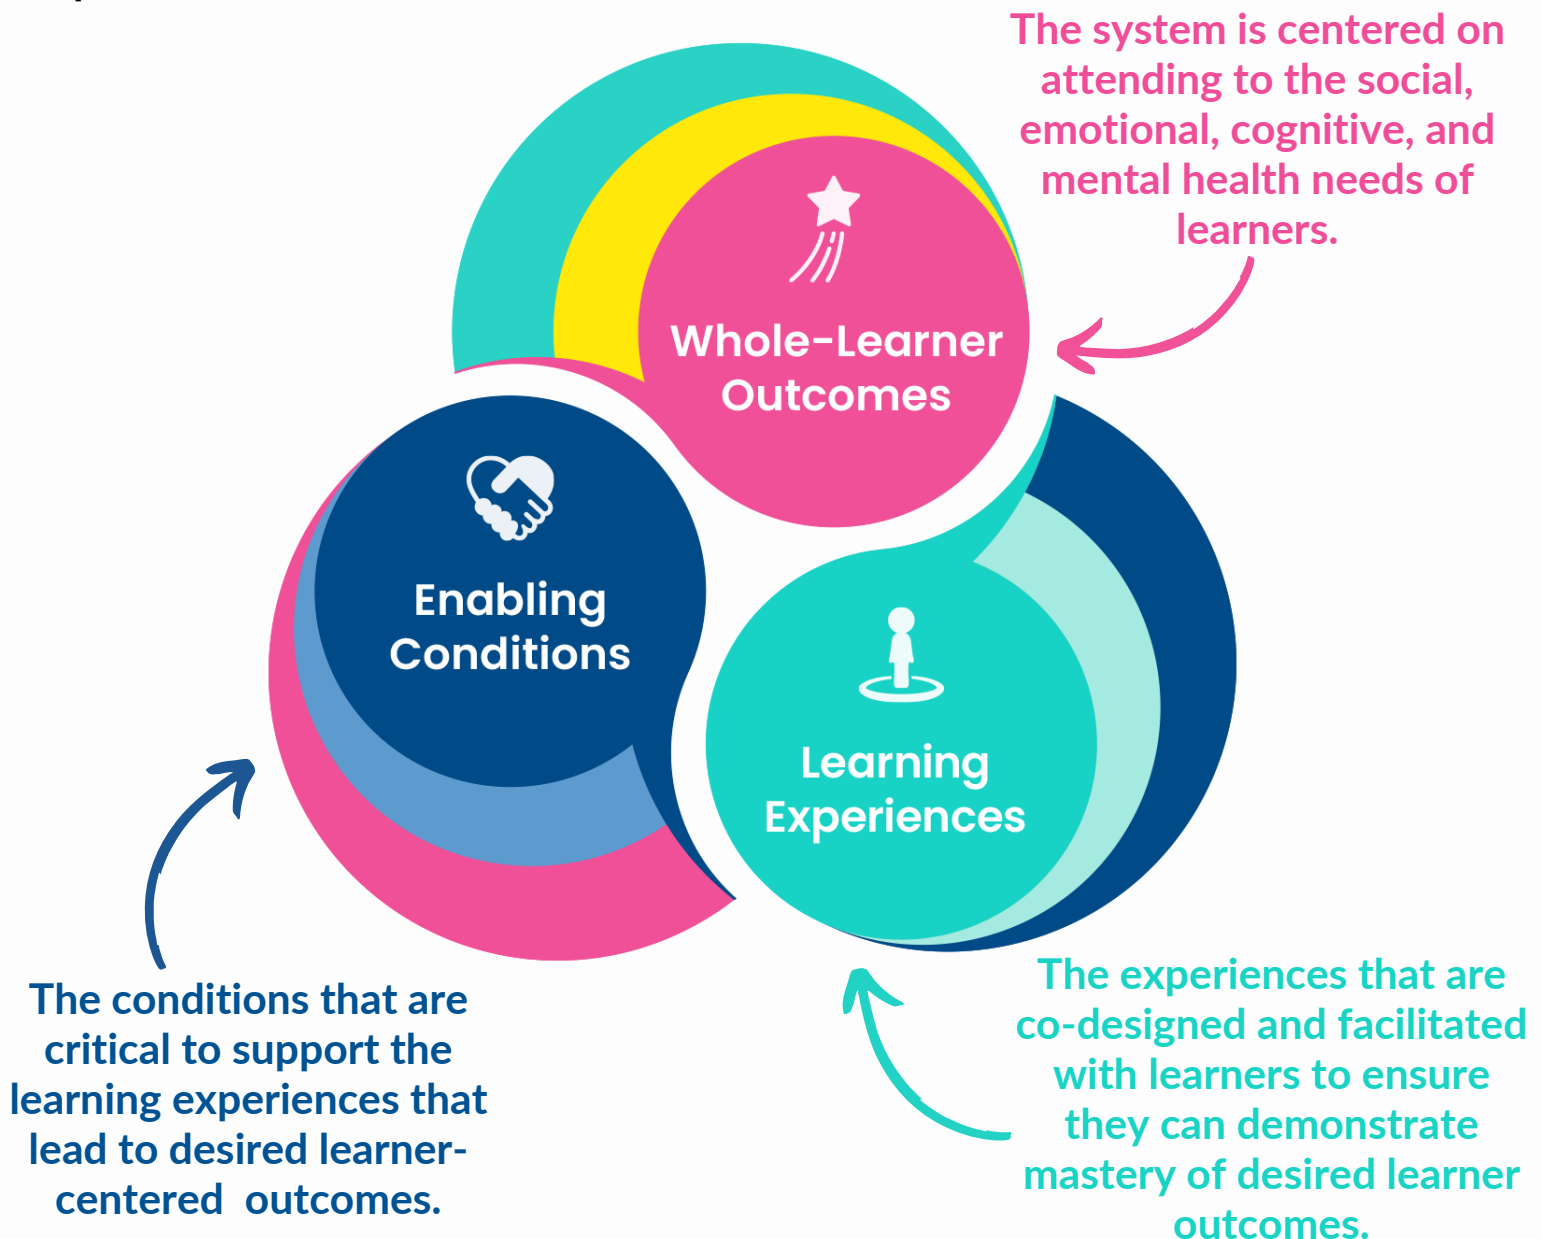 The system is centered on
attending to the social,
emotional, cognitive, and
mental health needs of
learners.
Whole-Learner
Outcomes
Enabling
Conditions
Learning
Experiences
The conditions that are
critical to support the
learning experiences that
lead to desired learner-
centered  outcomes.
The experiences that are
co-designed and facilitated
with learners to ensure
they can demonstrate
mastery of desired learner
outcomes.